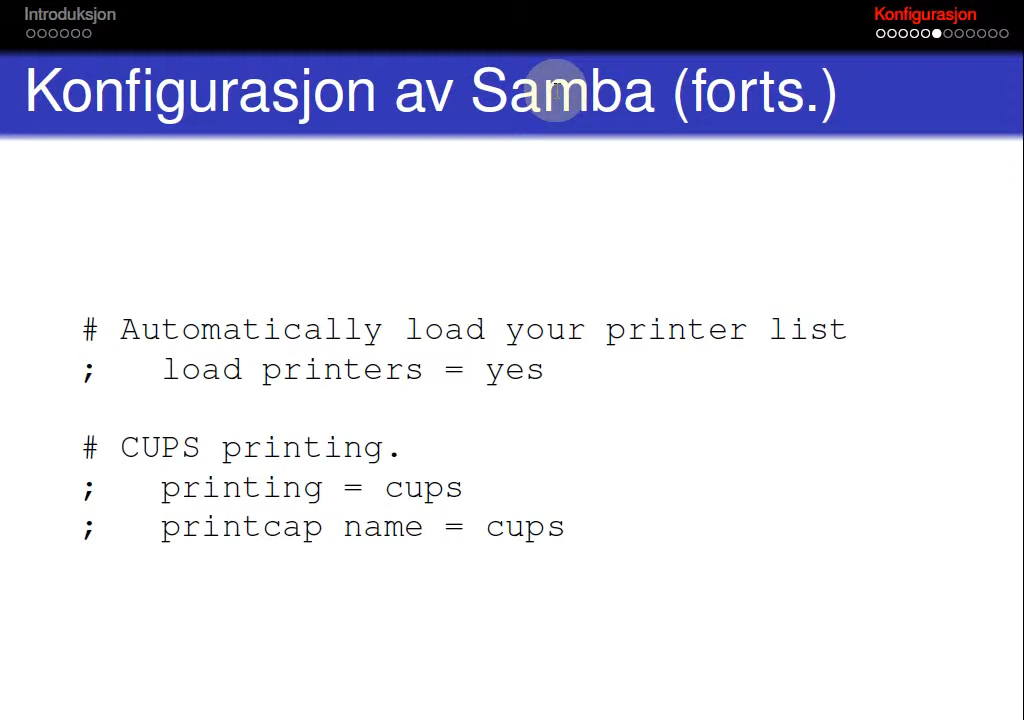 Introduksjon
Konfigurasjon
Konfigurasjon av Samba (forts.)
# Automatically load your printer list
;   load printers = yes
# CUPS printing.
;   printing = cups
;   printcap name = cups